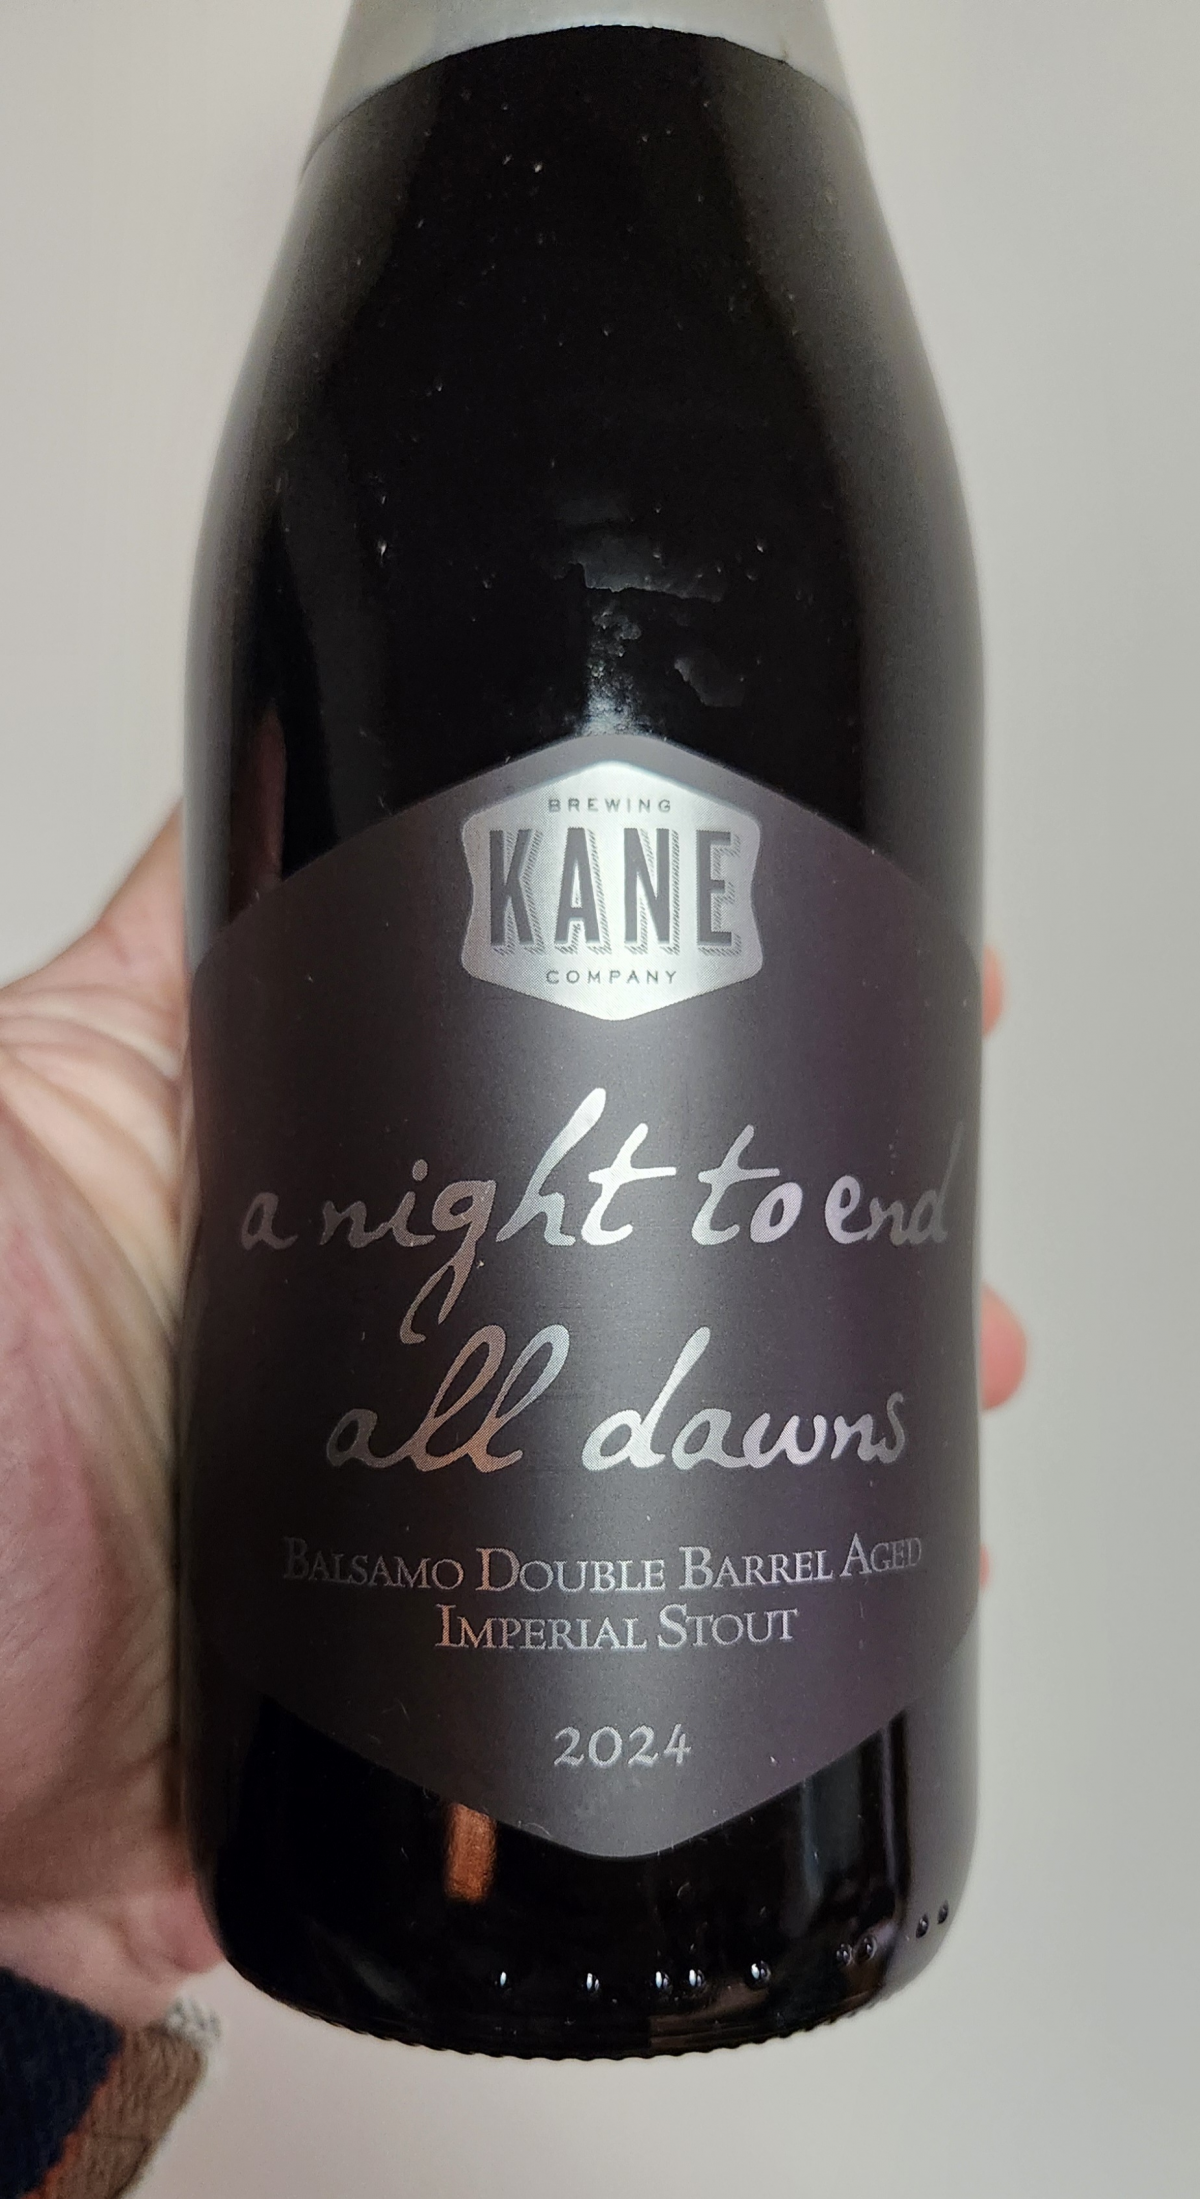 BREWING
KANE
COMPANY
a night to end
all dawns
BALSAMO DOUBLE BARREL AGED
IMPERIAL STOUT
2024